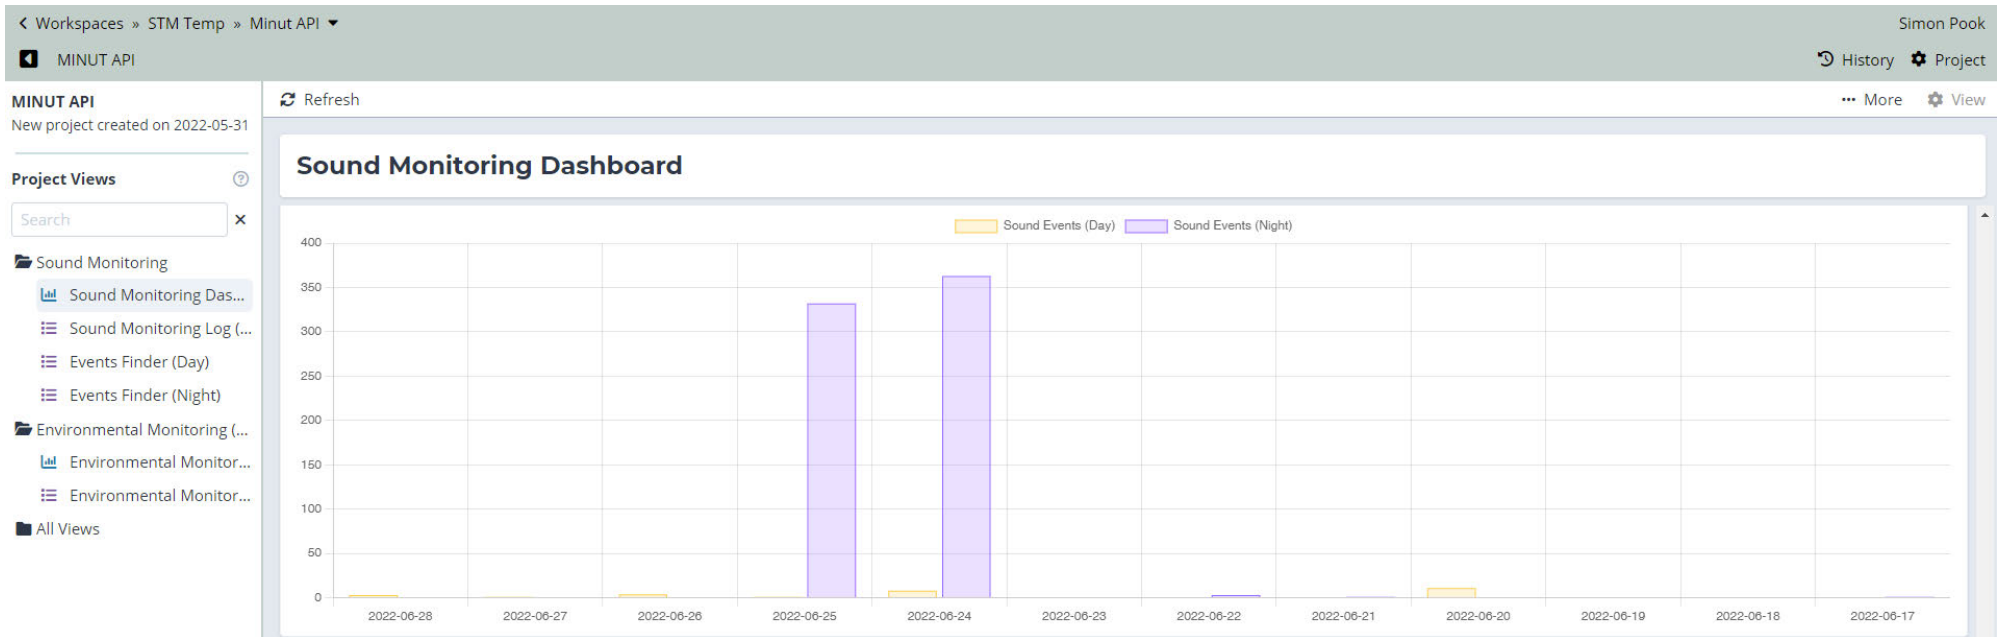 Workspaces » STM Temp » Minut API
Simon Pook
MINUT API
History
Project
MINUT API
New project created on 2022-05-31
Project Views
Search
Sound Monitoring
Sound Monitoring Das...
Sound Monitoring Log (...
Events Finder (Day)
Events Finder (Night)
Environmental Monitoring (...
Environmental Monitor...
Environmental Monitor...
All Views
Refresh
More
View
Sound Monitoring Dashboard
Sound Events (Day)
Sound Events (Night)
400
350
300
250
200
150
100
50
0
2022-06-28
2022-06-27
2022-06-26
2022-06-25
2022-06-24
2022-06-23
2022-06-22
2022-06-21
2022-06-20
2022-06-19
2022-06-18
2022-06-17